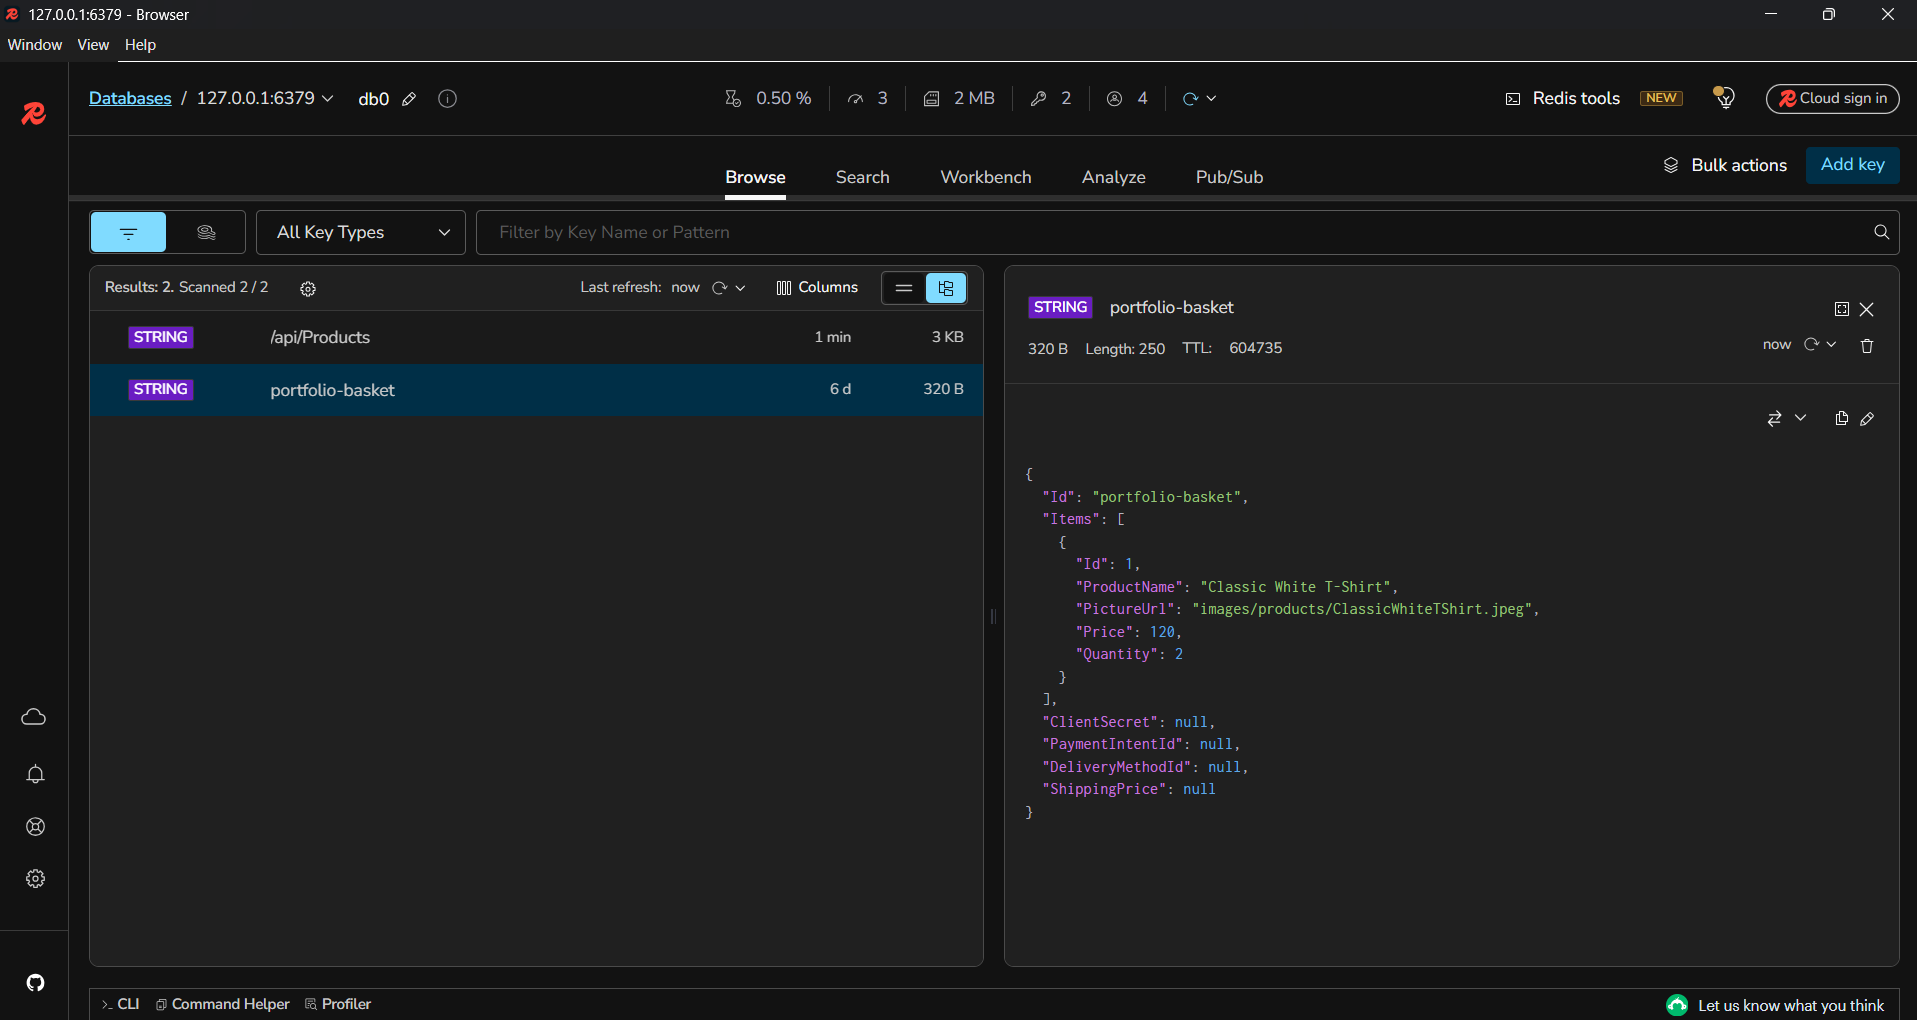 127.0.0.1:6379 - Browser
Window View Help
Databases / 127.0.0.1:6379 db0 0.50 % 3 2 MB 2 4 Redis tools NEW Cloud sign in
Browse Search Workbench Analyze Pub/Sub Bulk actions Add key
All Key Types Filter by Key Name or Pattern
Results: 2. Scanned 2 / 2 Last refresh: now Columns
STRING /api/Products 1 min 3 KB
STRING portfolio-basket 6 d 320 B
STRING portfolio-basket
320 B Length: 250 TTL: 604735 now
{
"Id": "portfolio-basket",
"Items": [
{
"Id": 1,
"ProductName": "Classic White T-Shirt",
"PictureUrl": "images/products/ClassicWhiteTShirt.jpeg",
"Price": 120,
"Quantity": 2
}
],
"ClientSecret": null,
"PaymentIntentId": null,
"DeliveryMethodId": null,
"ShippingPrice": null
}
>_ CLI Command Helper Profiler Let us know what you think